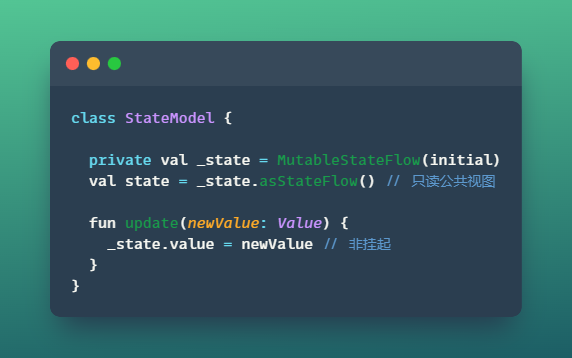 class StateModel {
private val _state = MutableStateFlow(initial)
val state = _state.asStateFlow() // 只读公共视图
fun update(newValue: Value) {
_state.value = newValue // 非挂起
}
}